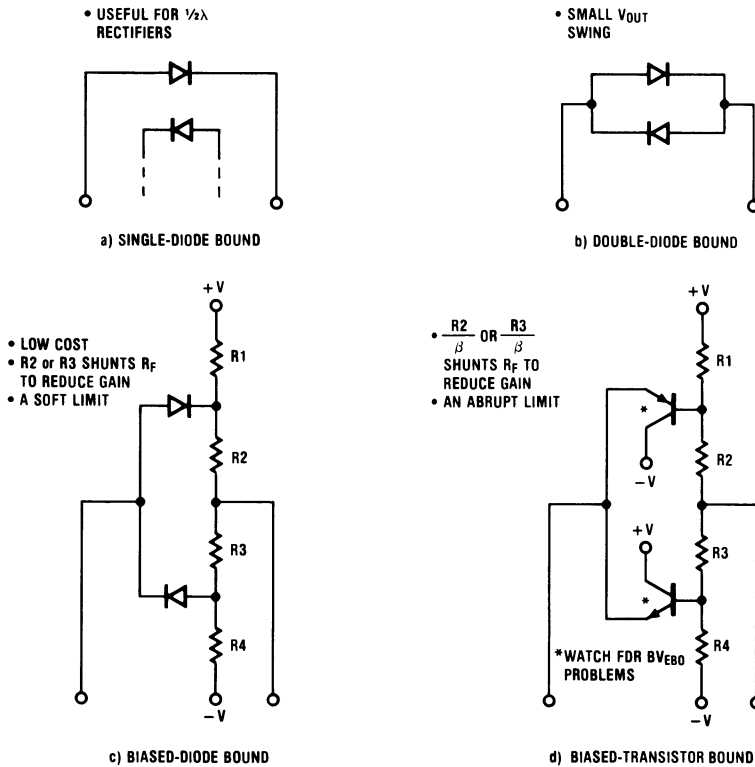 • USEFUL FOR ½λ
RECTIFIERS
a) SINGLE-DIODE BOUND
• SMALL VOUT
SWING
b) DOUBLE-DIODE BOUND
+V
• LOW COST
• R2 or R3 SHUNTS RF
TO REDUCE GAIN
• A SOFT LIMIT
R1
R2
R3
R4
−V
c) BIASED-DIODE BOUND
+V
• R2/β OR R3/β
SHUNTS RF TO
REDUCE GAIN
• AN ABRUPT LIMIT
R1
*
R2
−V
+V
R3
*
R4
*WATCH FOR BVEBO
PROBLEMS
−V
d) BIASED-TRANSISTOR BOUND